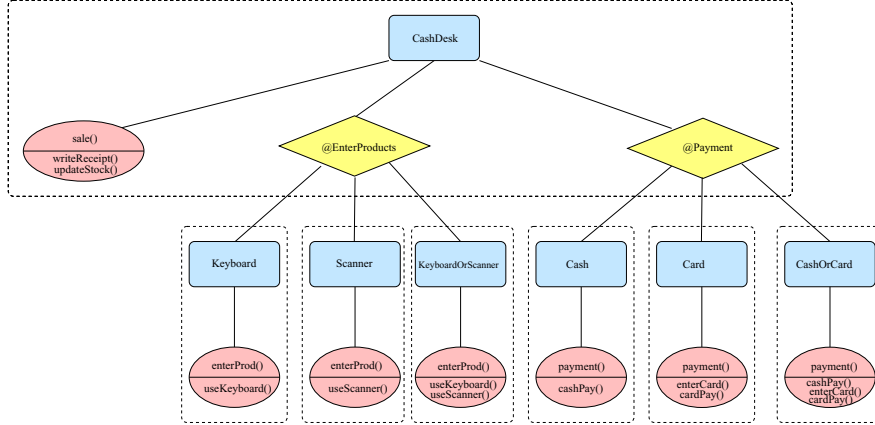 CashDesk
sale()
writeReceipt()
updateStock()
@EnterProducts
@Payment
Keyboard
Scanner
KeyboardOrScanner
Cash
Card
CashOrCard
enterProd()
useKeyboard()
enterProd()
useScanner()
enterProd()
useKeyboard()
useScanner()
payment()
cashPay()
payment()
enterCard()
cardPay()
payment()
cashPay()
enterCard()
cardPay()